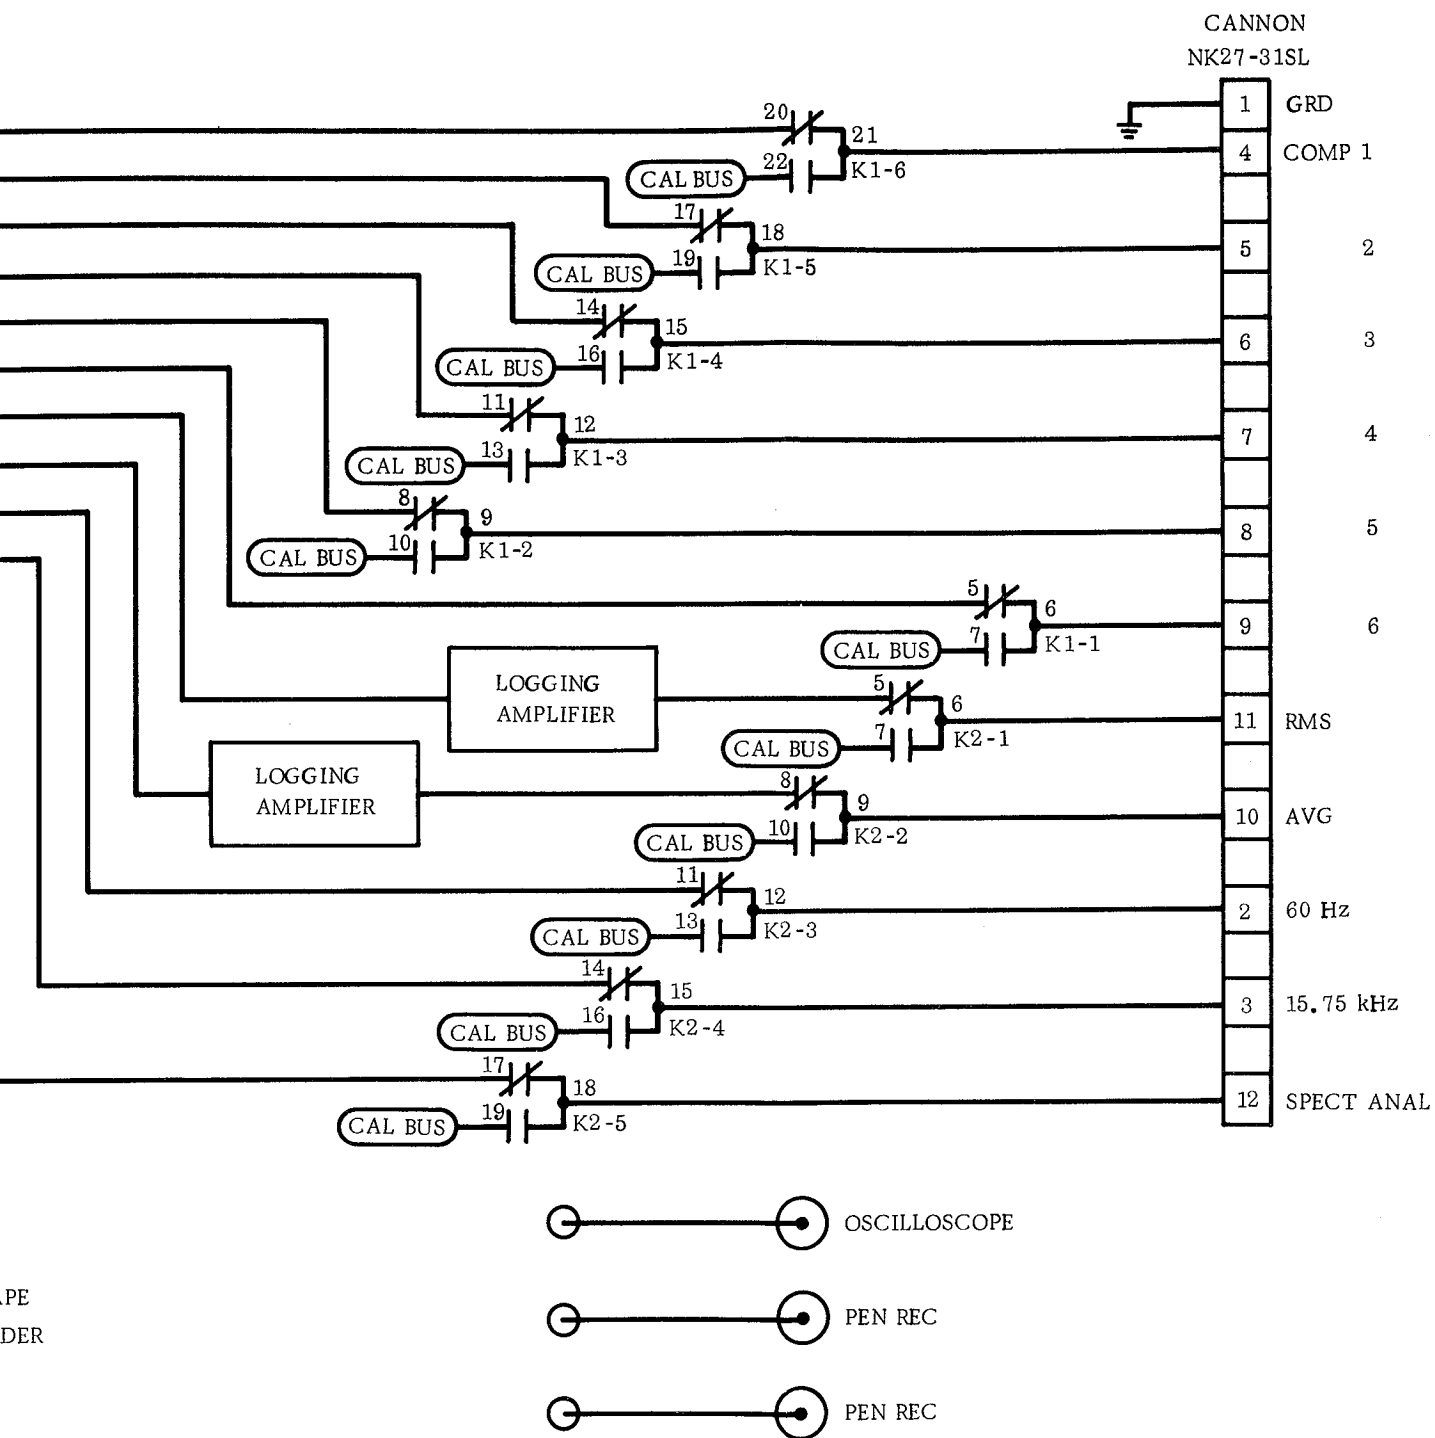 CANNON
NK27-31SL
1 GRD
20
21
4 COMP 1
CAL BUS 22
K1-6
17
18
5 2
CAL BUS 19
K1-5
14
15
6 3
CAL BUS 16
K1-4
11
12
7 4
CAL BUS 13
K1-3
8
9
8 5
CAL BUS 10
K1-2
5
6
9 6
CAL BUS 7
K1-1
LOGGING
AMPLIFIER
5
6
11 RMS
CAL BUS 7
K2-1
LOGGING
AMPLIFIER
8
9
10 AVG
CAL BUS 10
K2-2
11
12
2 60 Hz
CAL BUS 13
K2-3
14
15
3 15.75 kHz
CAL BUS 16
K2-4
17
18
12 SPECT ANAL
CAL BUS 19
K2-5
OSCILLOSCOPE
APE
DER
PEN REC
PEN REC